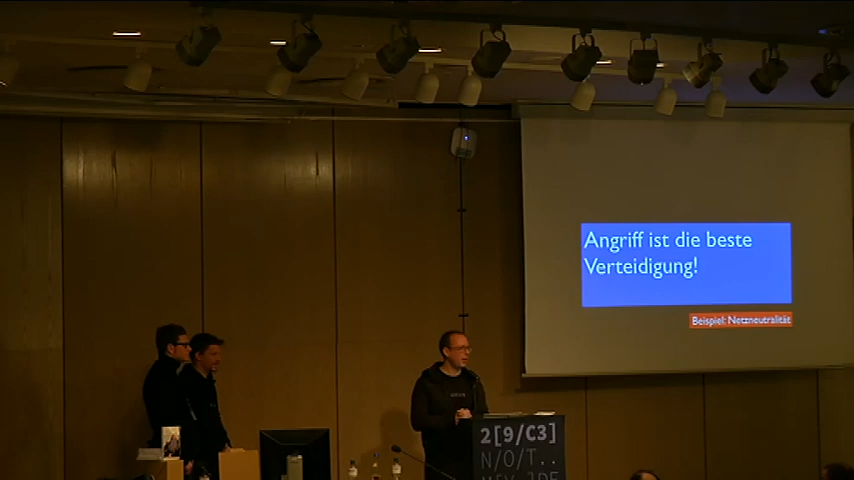 Angriff ist die beste
Verteidigung!
Beispiel: Netzneutralität
2[9/C3]
N/O/T..